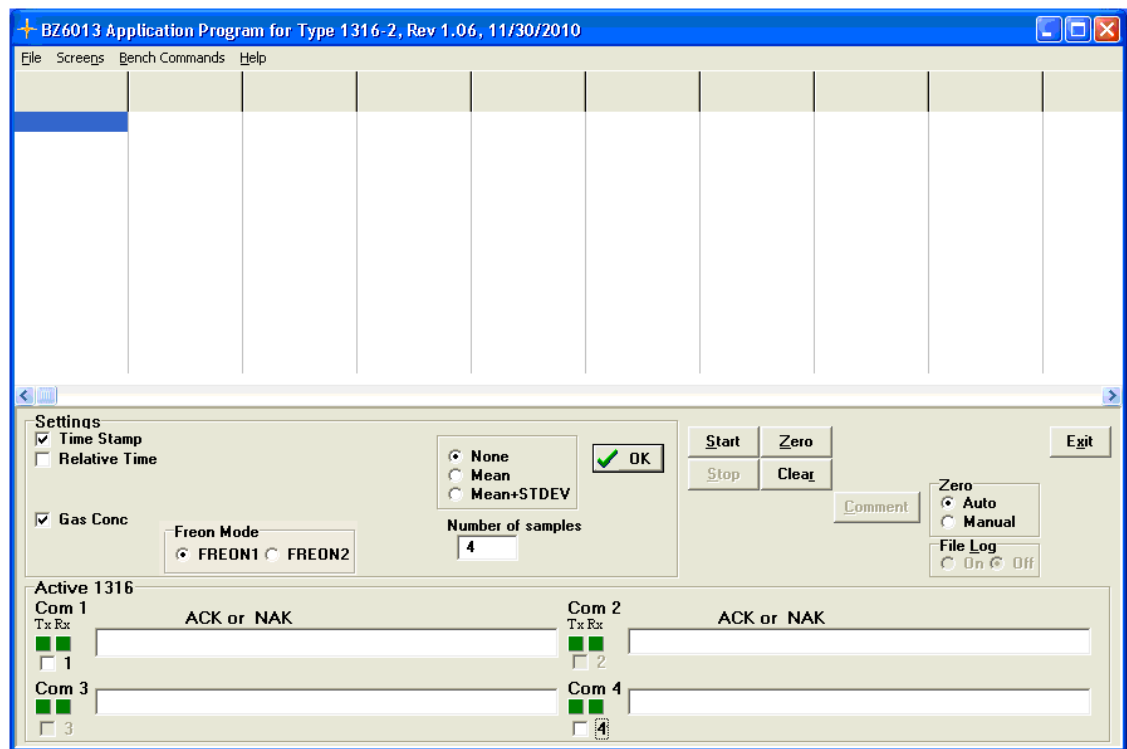 BZ6013 Application Program for Type 1316-2, Rev 1.06, 11/30/2010
File Screens Bench Commands Help
Settings
Time Stamp
Relative Time
Gas Conc
Freon Mode
FREON1 FREON2
None
Mean
Mean+STDEV
OK
Number of samples
4
Start Zero
Stop Clear
Comment
Exit
Zero
Auto
Manual
File Log
On Off
Active 1316
Com 1
Tx Rx
ACK or NAK
1
Com 2
Tx Rx
ACK or NAK
2
Com 3
3
Com 4
4